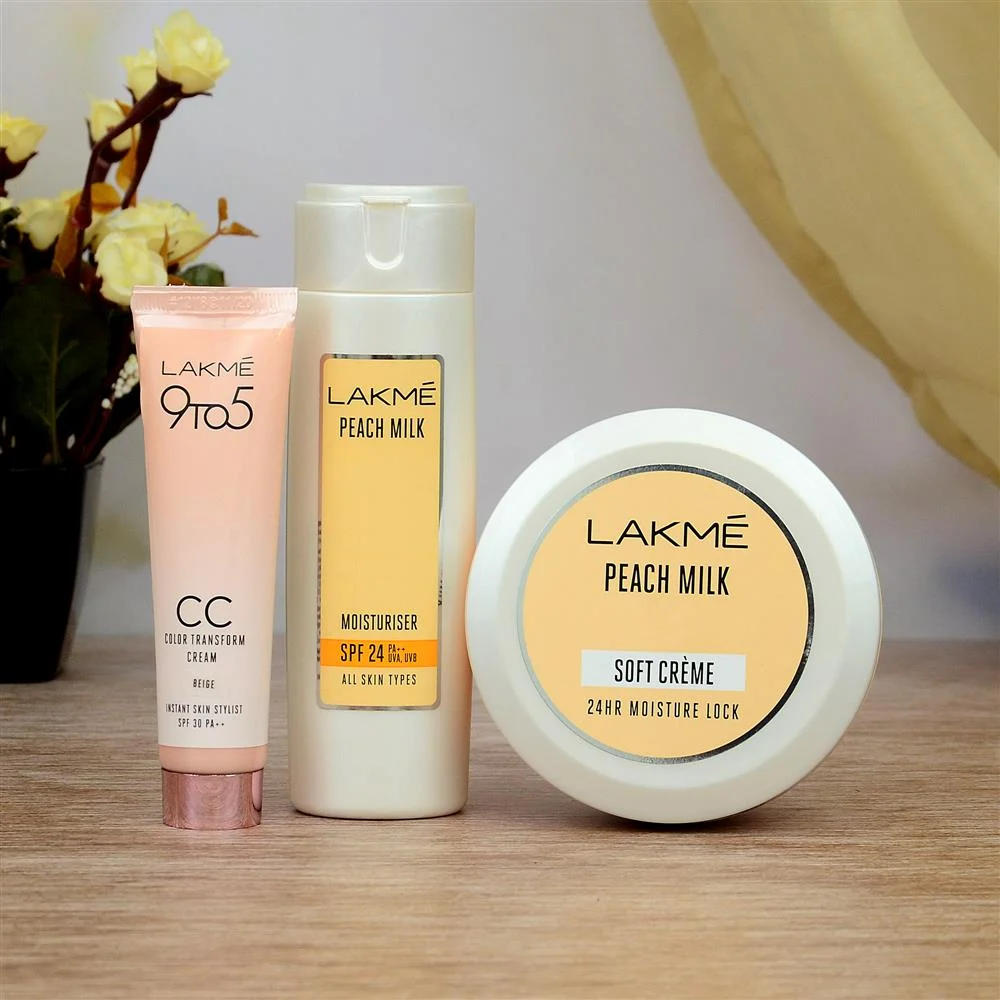 LAKMÉ
9TO5
CC
COLOR TRANSFORM
CREAM
BEIGE
INSTANT SKIN STYLIST
SPF 30 PA++
LAKMÉ
PEACH MILK
MOISTURISER
SPF 24 PA++
UVA, UVB
ALL SKIN TYPES
LAKMÉ
PEACH MILK
SOFT CRÈME
24HR MOISTURE LOCK